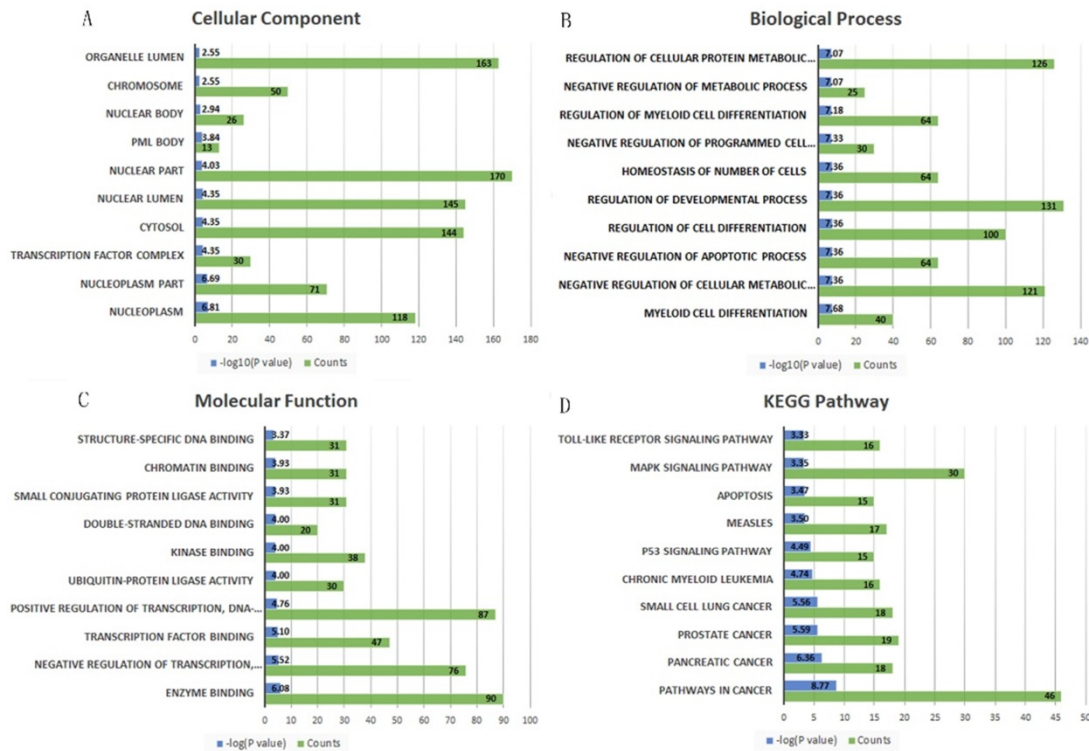 A
Cellular Component
ORGANELLE LUMEN 2.55 163
CHROMOSOME 2.55 50
NUCLEAR BODY 2.94 26
PML BODY 3.84 13
NUCLEAR PART 4.03 170
NUCLEAR LUMEN 4.35 145
CYTOSOL 4.35 144
TRANSCRIPTION FACTOR COMPLEX 4.35 30
NUCLEOPLASM PART 6.69 71
NUCLEOPLASM 6.81 118
0 20 40 60 80 100 120 140 160 180
-log10(P value) Counts
B
Biological Process
REGULATION OF CELLULAR PROTEIN METABOLIC... 7.07 126
NEGATIVE REGULATION OF METABOLIC PROCESS 7.07 25
REGULATION OF MYELOID CELL DIFFERENTIATION 7.18 64
NEGATIVE REGULATION OF PROGRAMMED CELL... 7.33 30
HOMEOSTASIS OF NUMBER OF CELLS 7.36 64
REGULATION OF DEVELOPMENTAL PROCESS 7.36 131
REGULATION OF CELL DIFFERENTIATION 7.36 100
NEGATIVE REGULATION OF APOPTOTIC PROCESS 7.36 64
NEGATIVE REGULATION OF CELLULAR METABOLIC... 7.36 121
MYELOID CELL DIFFERENTIATION 7.68 40
0 20 40 60 80 100 120 140
-log10(P value) Counts
C
Molecular Function
STRUCTURE-SPECIFIC DNA BINDING 3.37 31
CHROMATIN BINDING 3.93 31
SMALL CONJUGATING PROTEIN LIGASE ACTIVITY 3.93 31
DOUBLE-STRANDED DNA BINDING 4.00 20
KINASE BINDING 4.00 38
UBIQUITIN-PROTEIN LIGASE ACTIVITY 4.00 30
POSITIVE REGULATION OF TRANSCRIPTION, DNA-... 4.76 87
TRANSCRIPTION FACTOR BINDING 5.10 47
NEGATIVE REGULATION OF TRANSCRIPTION,... 5.52 76
ENZYME BINDING 6.08 90
0 10 20 30 40 50 60 70 80 90 100
-log(P value) Counts
D
KEGG Pathway
TOLL-LIKE RECEPTOR SIGNALING PATHWAY 3.33 16
MAPK SIGNALING PATHWAY 3.35 30
APOPTOSIS 3.47 15
MEASLES 3.50 17
P53 SIGNALING PATHWAY 4.49 15
CHRONIC MYELOID LEUKEMIA 4.74 16
SMALL CELL LUNG CANCER 5.56 18
PROSTATE CANCER 5.59 19
PANCREATIC CANCER 6.36 18
PATHWAYS IN CANCER 8.77 46
0 5 10 15 20 25 30 35 40 45 50
-log(P value) Counts